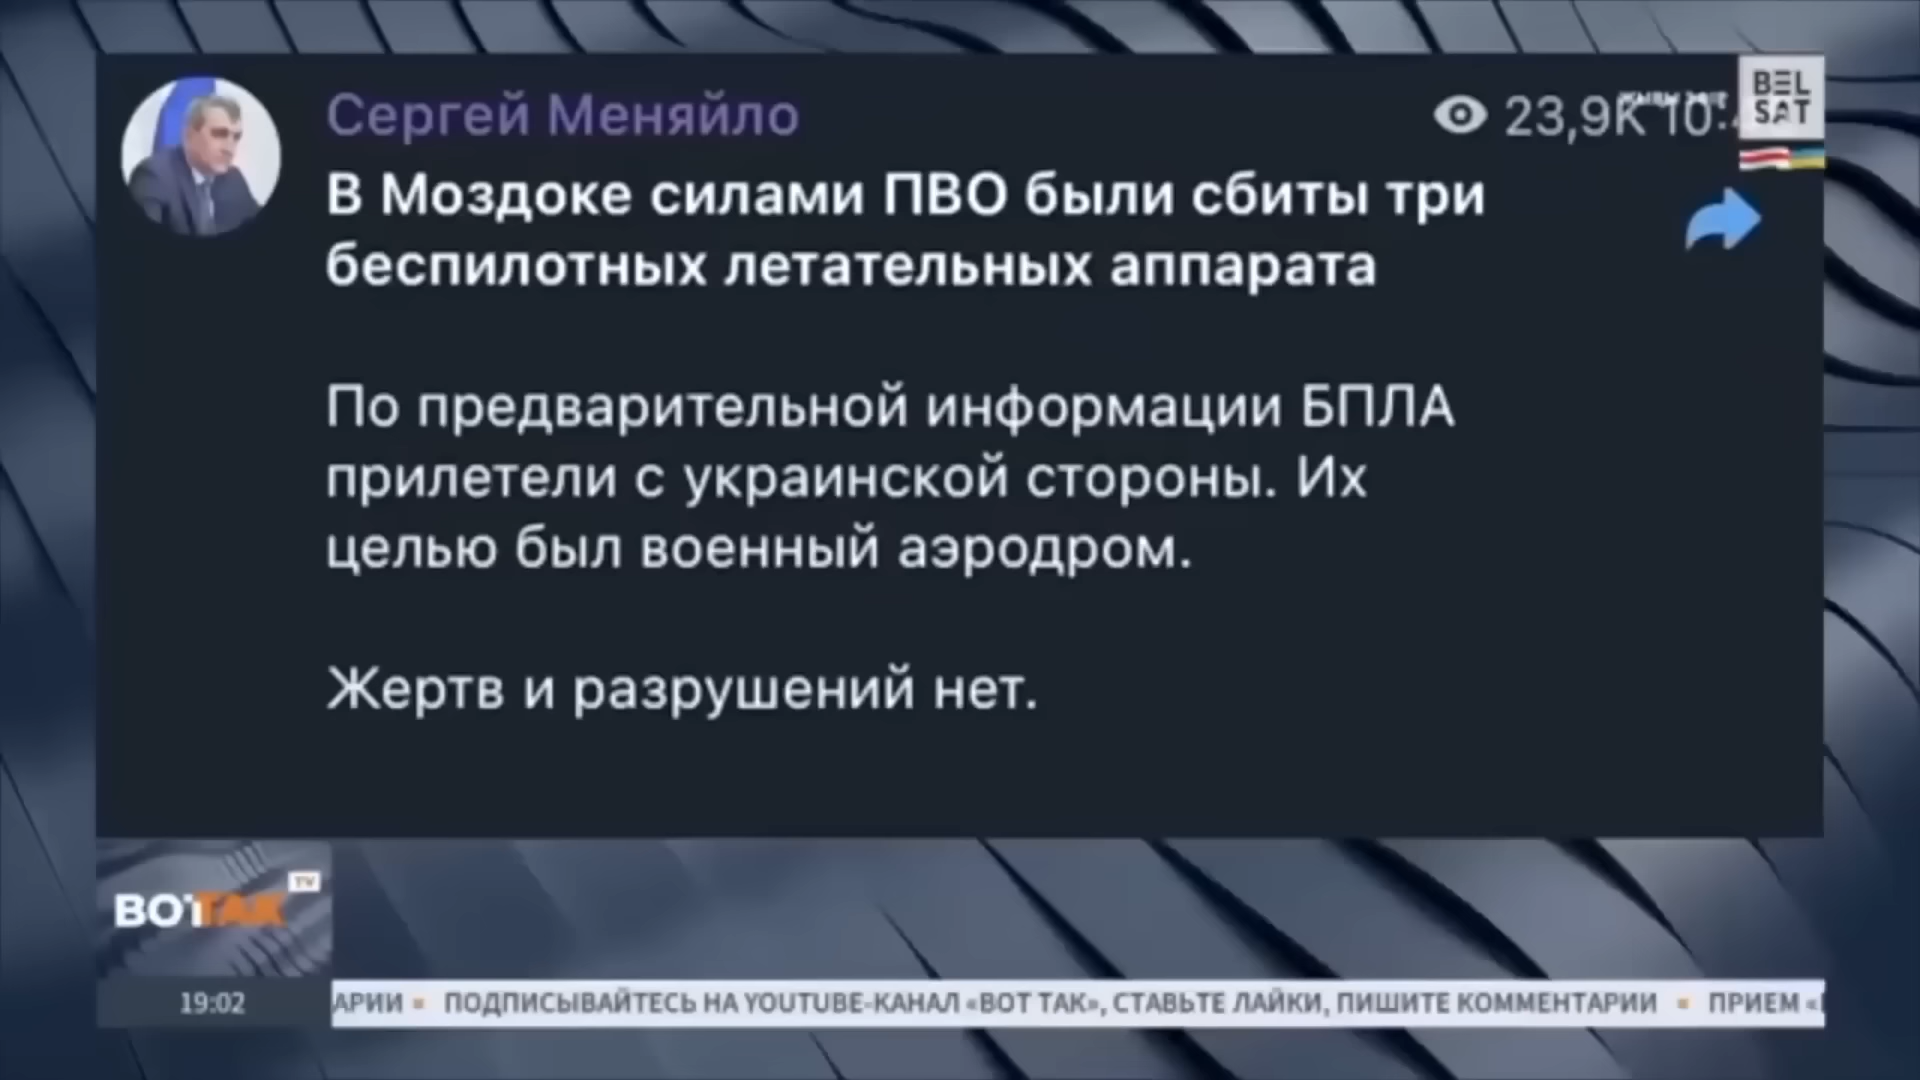 Сергей Меняйло
23,9K 10:
BEL
SAT
В Моздоке силами ПВО были сбиты три
беспилотных летательных аппарата
По предварительной информации БПЛА
прилетели с украинской стороны. Их
целью был военный аэродром.
Жертв и разрушений нет.
ВОТ ТАК TV
19:02
АРИИ ▪ ПОДПИСЫВАЙТЕСЬ НА YOUTUBE-КАНАЛ «ВОТ ТАК», СТАВЬТЕ ЛАЙКИ, ПИШИТЕ КОММЕНТАРИИ ▪ ПРИЕМ «